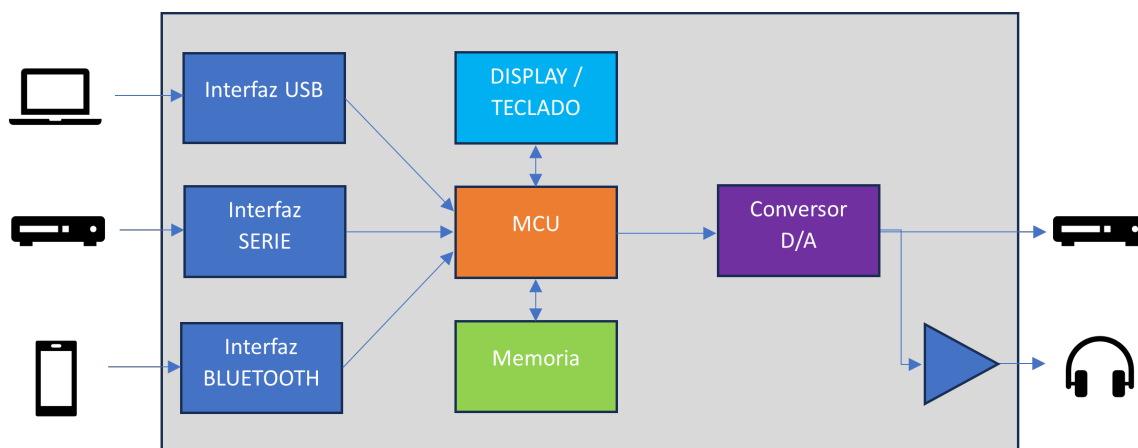 Interfaz USB
DISPLAY /
TECLADO
Interfaz
SERIE
MCU
Conversor
D/A
Interfaz
BLUETOOTH
Memoria